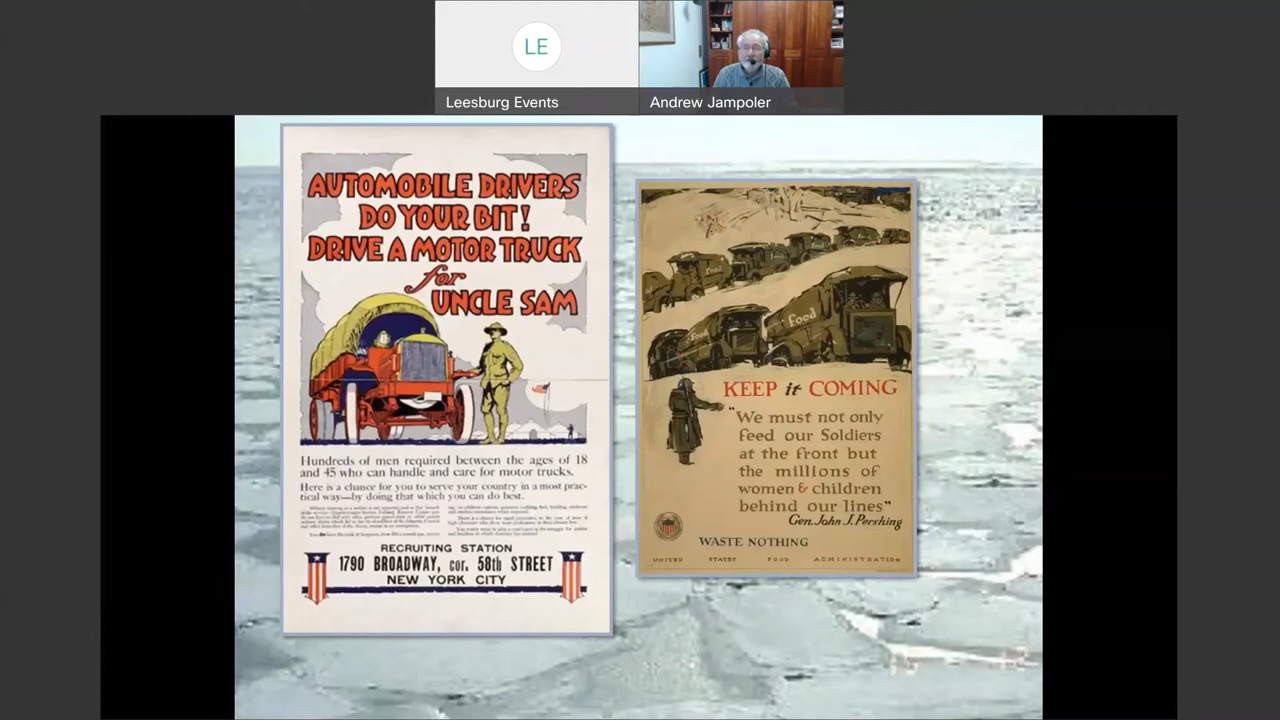 LE
Leesburg Events
Andrew Jampoler
AUTOMOBILE DRIVERS
DO YOUR BIT!
DRIVE A MOTOR TRUCK
for
UNCLE SAM
Hundreds of men required between the ages of 18
and 45 who can handle and care for motor trucks.
Here is a chance for you to serve your country in a most prac-
tical way—by doing that which you can do best.
RECRUITING STATION
1790 BROADWAY, cor. 58th STREET
NEW YORK CITY
Food
Food
Food
Food
Food
Food
KEEP it COMING
"We must not only
feed our Soldiers
at the front but
the millions of
women & children
behind our lines"
Gen. John J. Pershing
WASTE NOTHING
UNITED STATES FOOD ADMINISTRATION